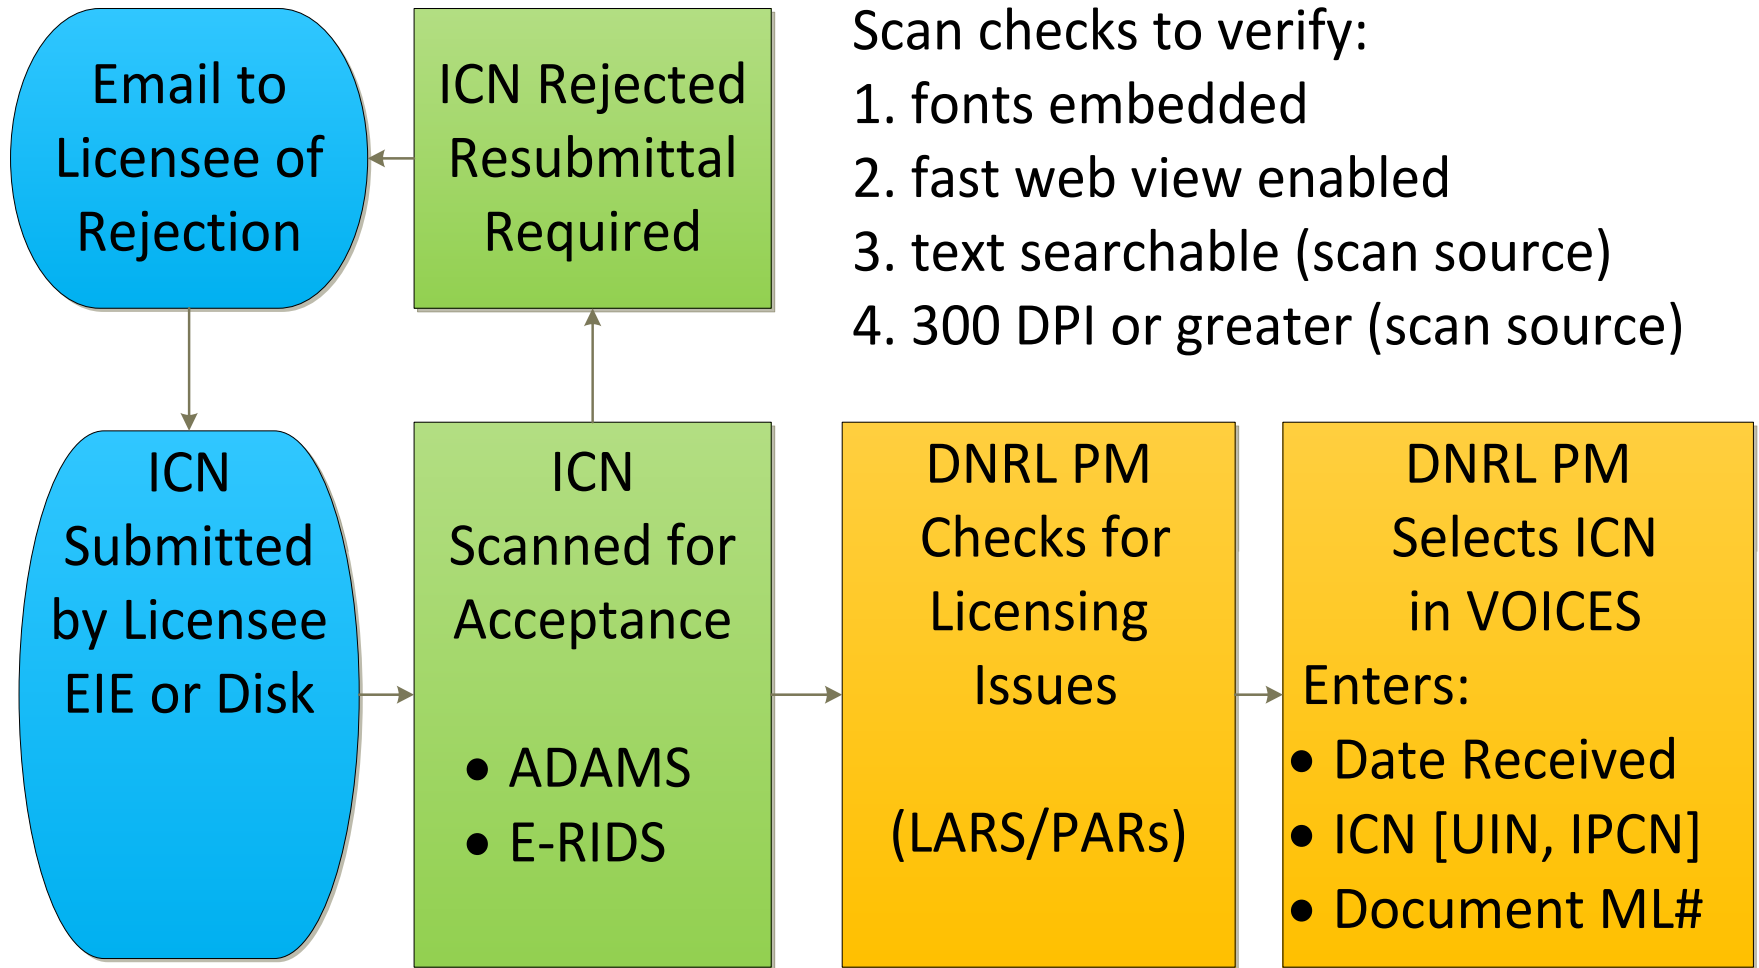 Email to
Licensee of
Rejection
ICN Rejected
Resubmittal
Required
Scan checks to verify:
1. fonts embedded
2. fast web view enabled
3. text searchable (scan source)
4. 300 DPI or greater (scan source)
ICN
Submitted
by Licensee
EIE or Disk
ICN
Scanned for
Acceptance
• ADAMS
• E-RIDS
DNRL PM
Checks for
Licensing
Issues
(LARS/PARs)
DNRL PM
Selects ICN
in VOICES
Enters:
• Date Received
• ICN [UIN, IPCN]
• Document ML#